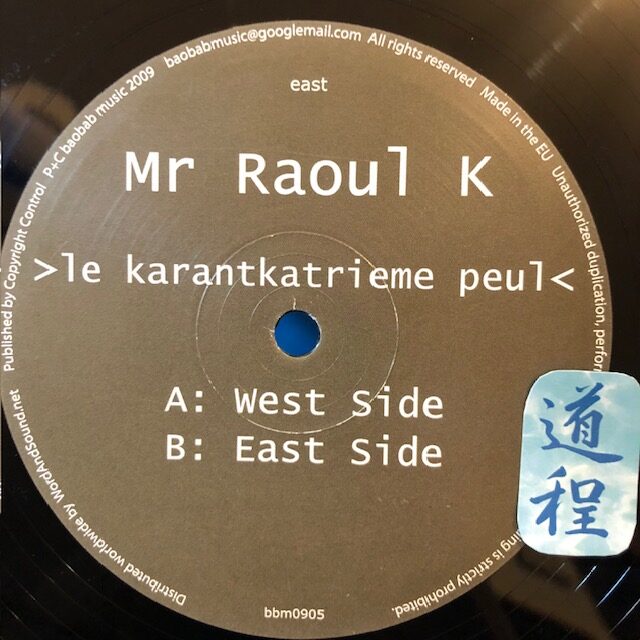 Published by Copyright Control P+C baobab music 2009 baobabmusic@googlemail.com All rights reserved Made in the EU Unauthorized duplication, perfor
ing is strictly prohibited.
east
Mr Raoul K
>le karantkatrieme peul<
A: West Side
B: East Side
道程
Distributed worldwide by WordAndSound.net
bbm0905